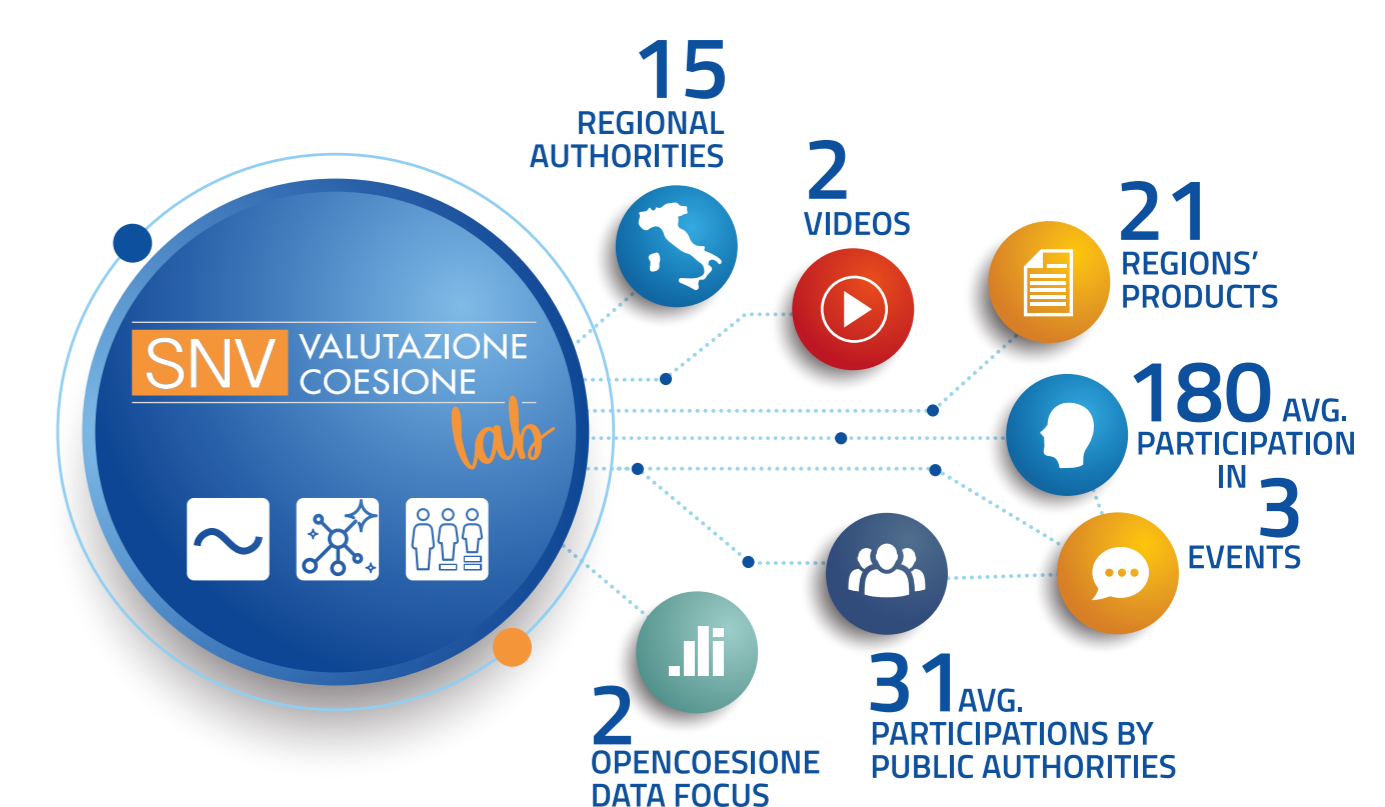 SNV VALUTAZIONE
COESIONE
lab
15
REGIONAL
AUTHORITIES
2
VIDEOS
21
REGIONS'
PRODUCTS
180 AVG.
PARTICIPATION
IN 3
EVENTS
31 AVG.
PARTICIPATIONS BY
PUBLIC AUTHORITIES
2
OPENCOESIONE
DATA FOCUS